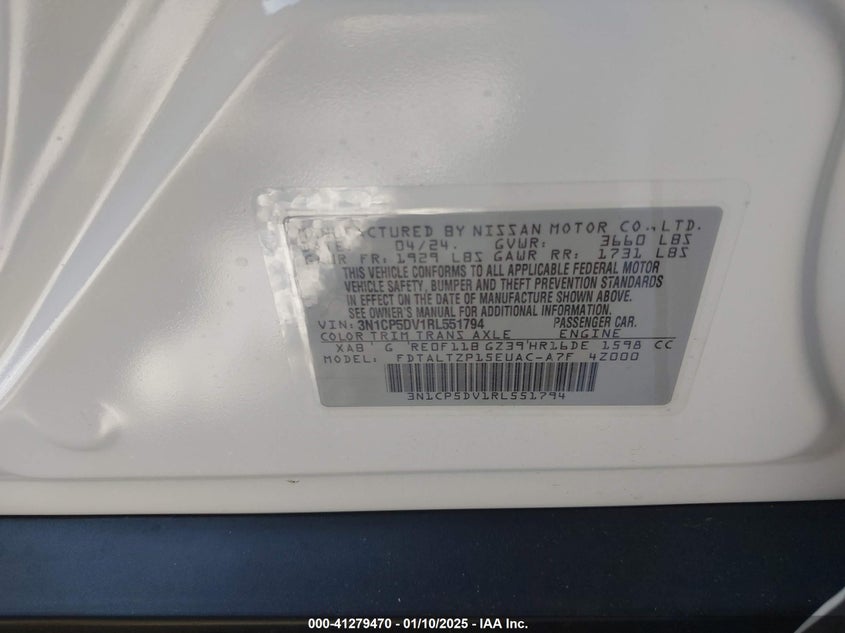 MANUFACTURED BY NISSAN MOTOR CO., LTD.
04/24. GVWR: 3660 LBS
GAWR FR: 1929 LBS GAWR RR: 1731 LBS
THIS VEHICLE CONFORMS TO ALL APPLICABLE FEDERAL MOTOR
VEHICLE SAFETY, BUMPER AND THEFT PREVENTION STANDARDS
IN EFFECT ON THE DATE OF MANUFACTURE SHOWN ABOVE.
SEE OWNER'S MANUAL FOR ADDITIONAL INFORMATION.
VIN: 3N1CP5DV1RL551794 PASSENGER CAR.
COLOR TRIM TRANS AXLE ENGINE
XAB G RE0F11B GZ39 HR16DE 1598 CC
MODEL: FDTALTZP15EUAC-A7F 4Z000
3N1CP5DV1RL551794
000-41279470 — 01/10/2025 — © IAA Inc.